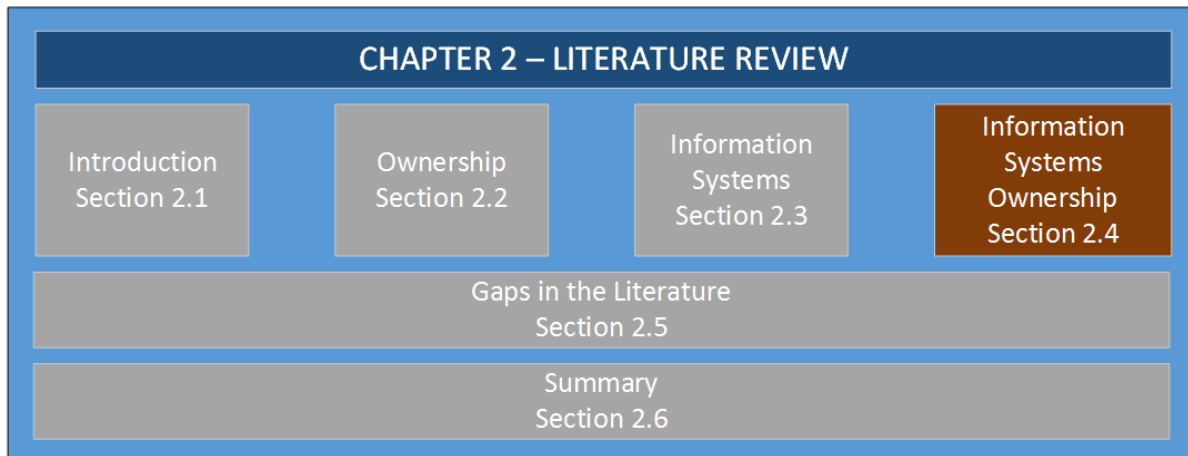 CHAPTER 2 – LITERATURE REVIEW
Introduction
Section 2.1
Ownership
Section 2.2
Information
Systems
Section 2.3
Information
Systems
Ownership
Section 2.4
Gaps in the Literature
Section 2.5
Summary
Section 2.6